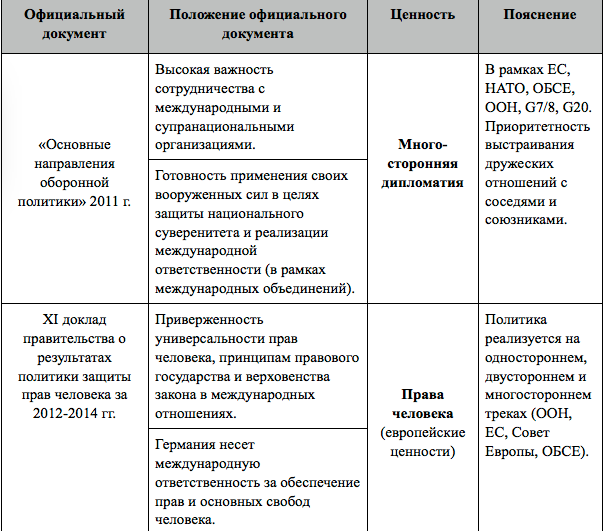 Официальный
документ
Положение официального
документа
Ценность
Пояснение
«Основные
направления
оборонной
политики» 2011 г.
Высокая важность
сотрудничества с
международными и
супранациональными
организациями.
Готовность применения своих
вооруженных сил в целях
защиты национального
суверенитета и реализации
международной
ответственности (в рамках
международных объединений).
Много-
сторонняя
дипломатия
В рамках ЕС,
НАТО, ОБСЕ,
ООН, G7/8, G20.
Приоритетность
выстраивания
дружеских
отношений с
соседями и
союзниками.
XI доклад
правительства о
результатах
политики защиты
прав человека за
2012-2014 гг.
Приверженность
универсальности прав
человека, принципам правового
государства и верховенства
закона в международных
отношениях.
Германия несет
международную
ответственность за обеспечение
прав и основных свобод
человека.
Права
человека
(европейские
ценности)
Политика
реализуется на
одностороннем,
двустороннем и
многостороннем
треках (ООН,
ЕС, Совет
Европы, ОБСЕ).